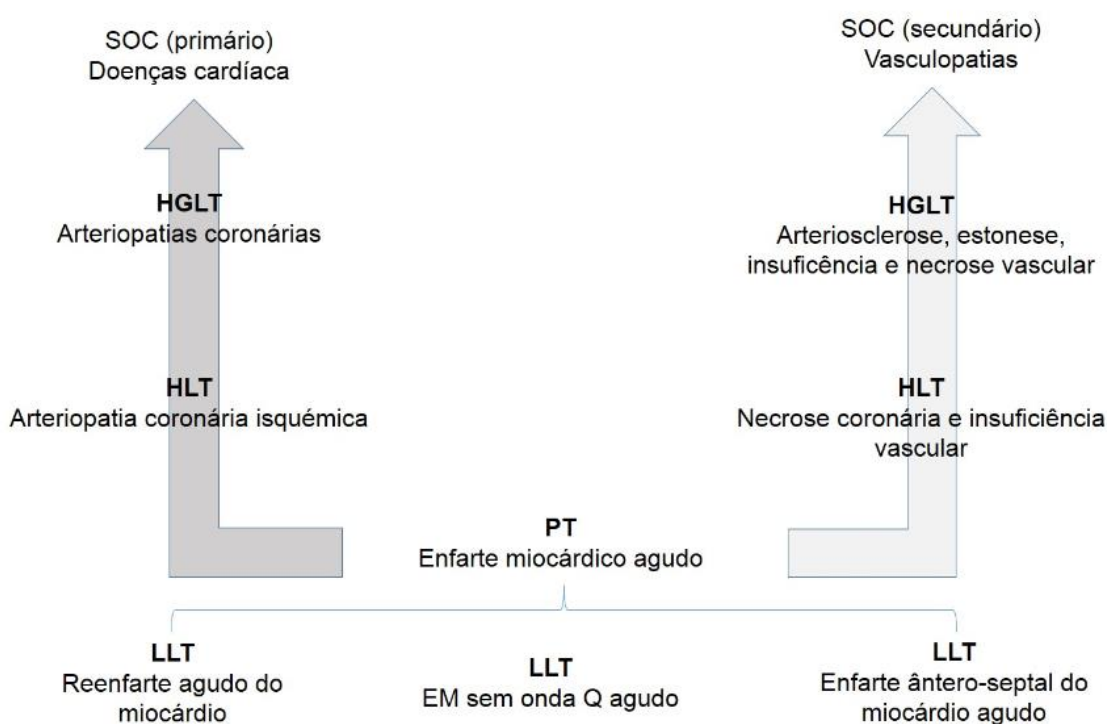 SOC (primário)
Doenças cardíaca
HGLT
Arteriopatias coronárias
HLT
Arteriopatia coronária isquémica
SOC (secundário)
Vasculopatias
HGLT
Arteriosclerose, estonese,
insuficência e necrose vascular
HLT
Necrose coronária e insuficiência
vascular
PT
Enfarte miocárdico agudo
LLT
Reenfarte agudo do
miocárdio
LLT
EM sem onda Q agudo
LLT
Enfarte ântero-septal do
miocárdio agudo